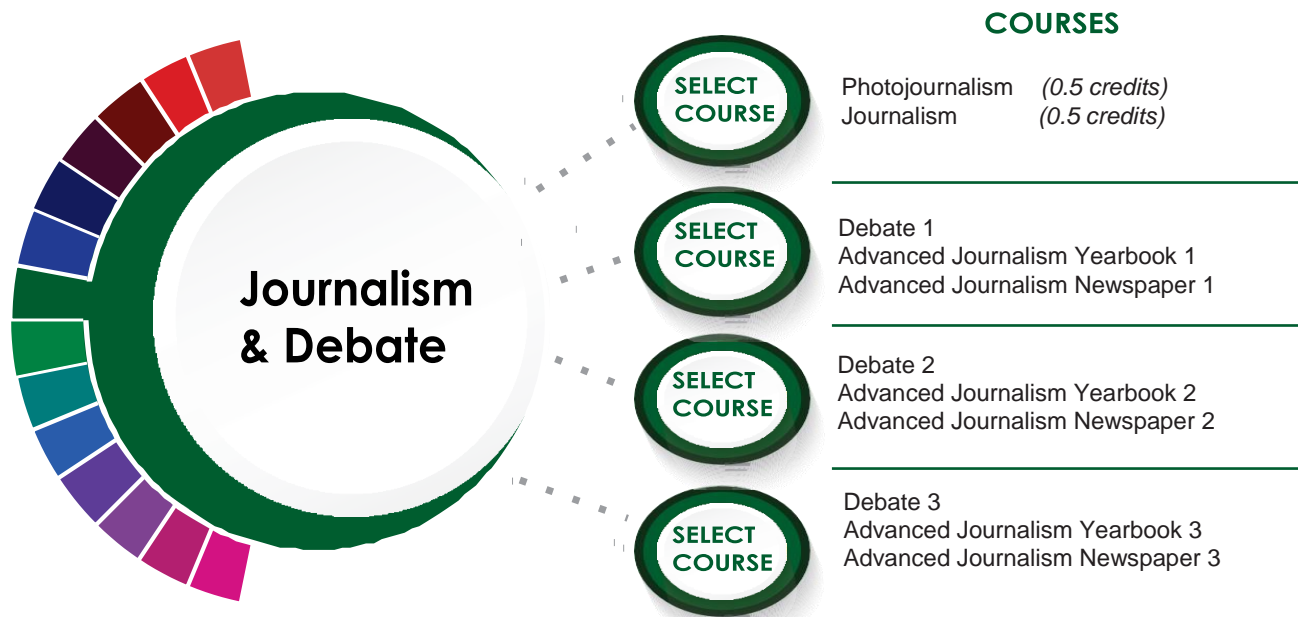 COURSES
Journalism
& Debate
SELECT
COURSE
Photojournalism (0.5 credits)
Journalism (0.5 credits)
SELECT
COURSE
Debate 1
Advanced Journalism Yearbook 1
Advanced Journalism Newspaper 1
SELECT
COURSE
Debate 2
Advanced Journalism Yearbook 2
Advanced Journalism Newspaper 2
SELECT
COURSE
Debate 3
Advanced Journalism Yearbook 3
Advanced Journalism Newspaper 3